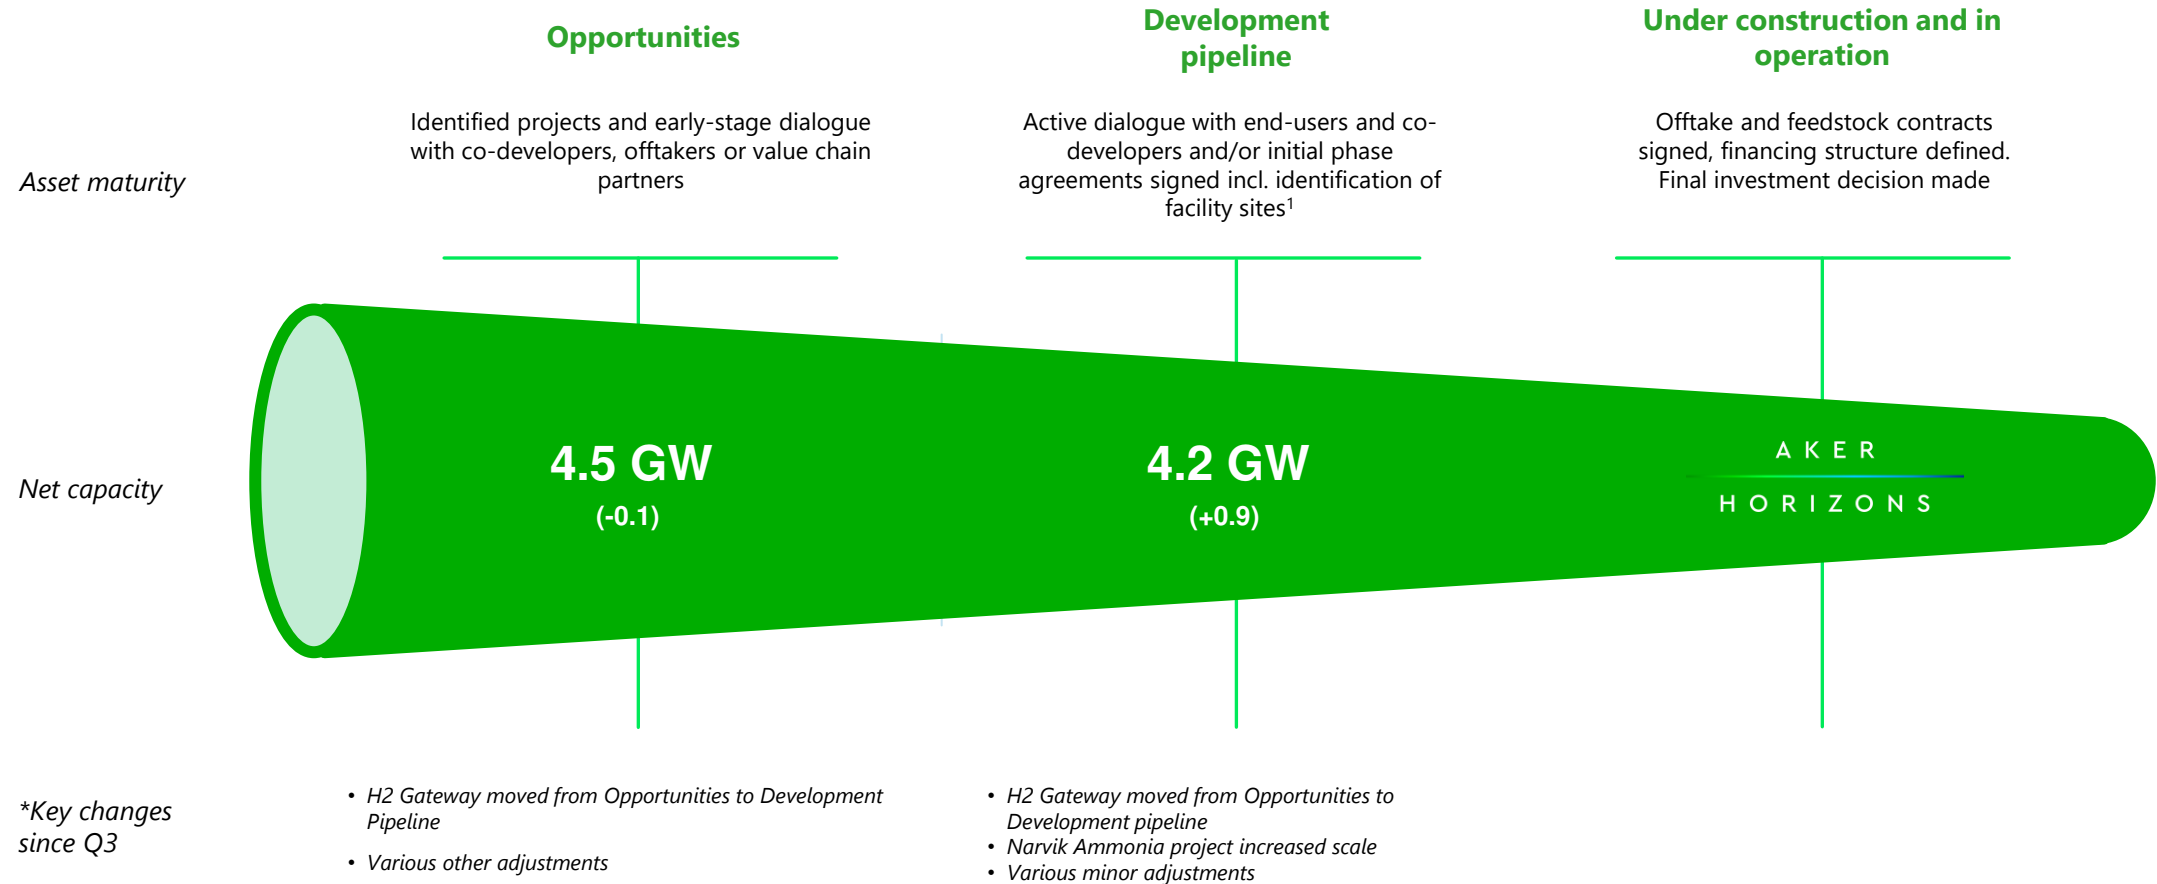 Opportunities
Development
pipeline
Under construction and in
operation
Asset maturity
Identified projects and early-stage dialogue
with co-developers, offtakers or value chain
partners
Active dialogue with end-users and co-
developers and/or initial phase
agreements signed incl. identification of
facility sites¹
Offtake and feedstock contracts
signed, financing structure defined.
Final investment decision made
Net capacity
4.5 GW
(-0.1)
4.2 GW
(+0.9)
AKER
HORIZONS
*Key changes
since Q3
• H2 Gateway moved from Opportunities to Development
Pipeline
• Various other adjustments
• H2 Gateway moved from Opportunities to
Development pipeline
• Narvik Ammonia project increased scale
• Various minor adjustments